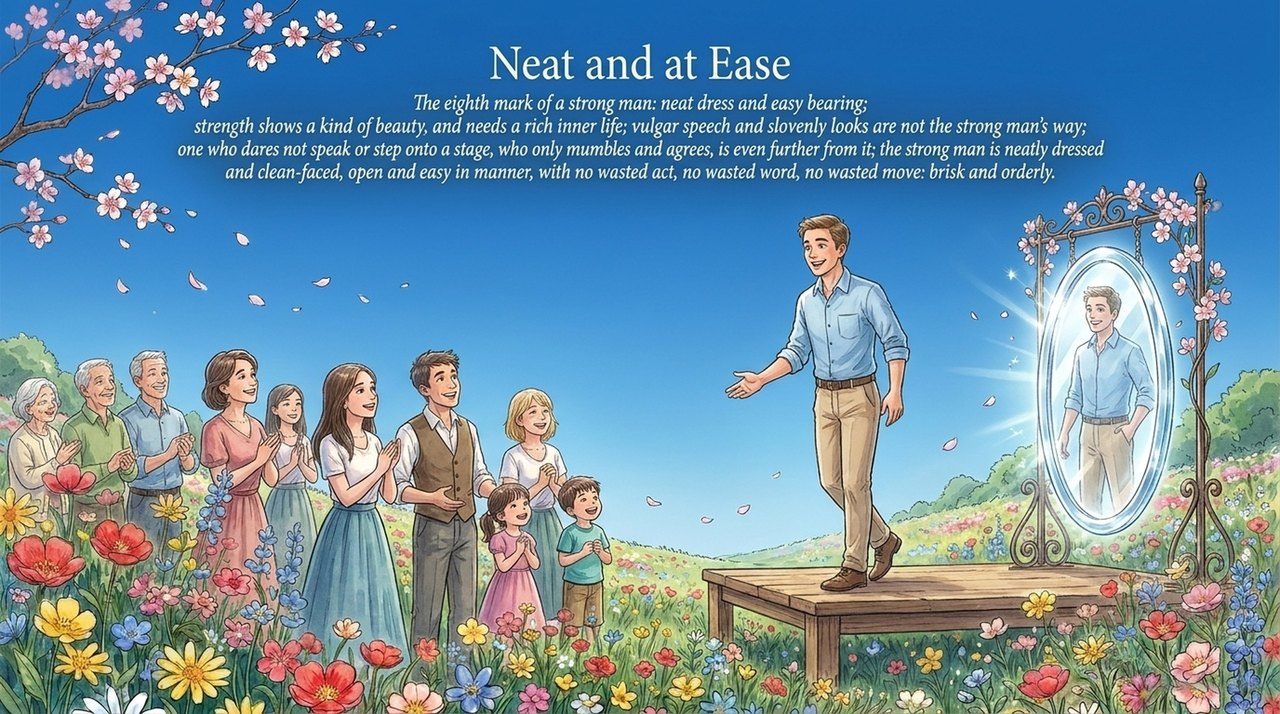 Neat and at Ease
The eighth mark of a strong man: neat dress and easy bearing;
strength shows a kind of beauty, and needs a rich inner life; vulgar speech and slovenly looks are not the strong man's way;
one who dares not speak or step onto a stage, who only mumbles and agrees, is even further from it; the strong man is neatly dressed
and clean-faced, open and easy in manner, with no wasted act, no wasted word, no wasted move: brisk and orderly.